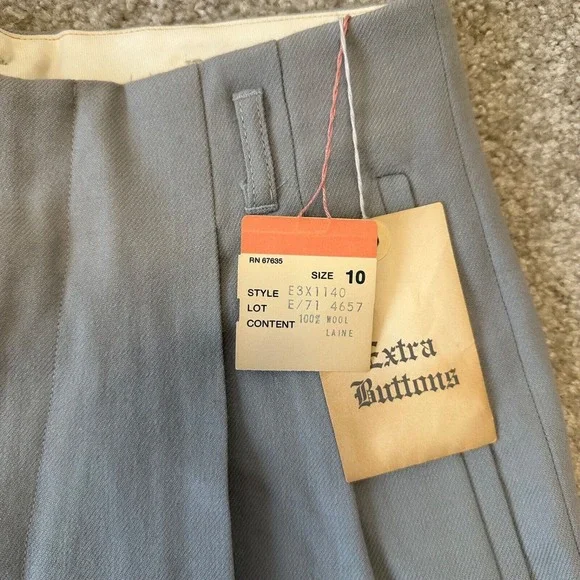 RN 67635
SIZE 10
STYLE E3X1140
LOT E/71 4657
CONTENT 100% WOOL
LAINE
Extra
Buttons